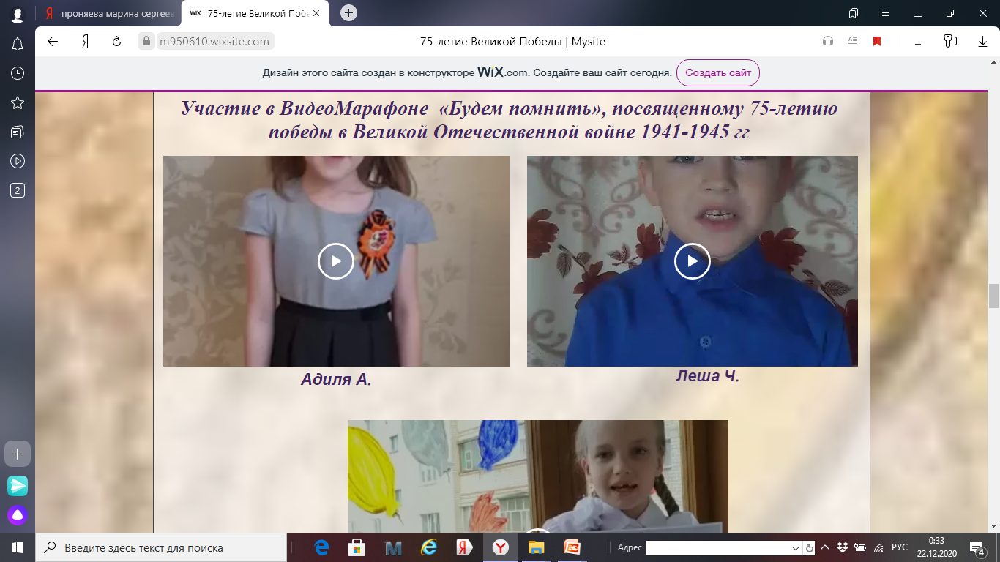 проняева марина сергеев
WiX 75-летие Великой Побе
m950610.wixsite.com
75-летие Великой Победы | Mysite
Дизайн этого сайта создан в конструкторе WiX.com. Создайте ваш сайт сегодня.
Создать сайт
Участие в ВидеоМарафоне «Будем помнить», посвященному 75-летию
победы в Великой Отечественной войне 1941-1945 гг
Адиля А.
Леша Ч.
2
Введите здесь текст для поиска
Адрес
РУС
0:33
22.12.2020
4